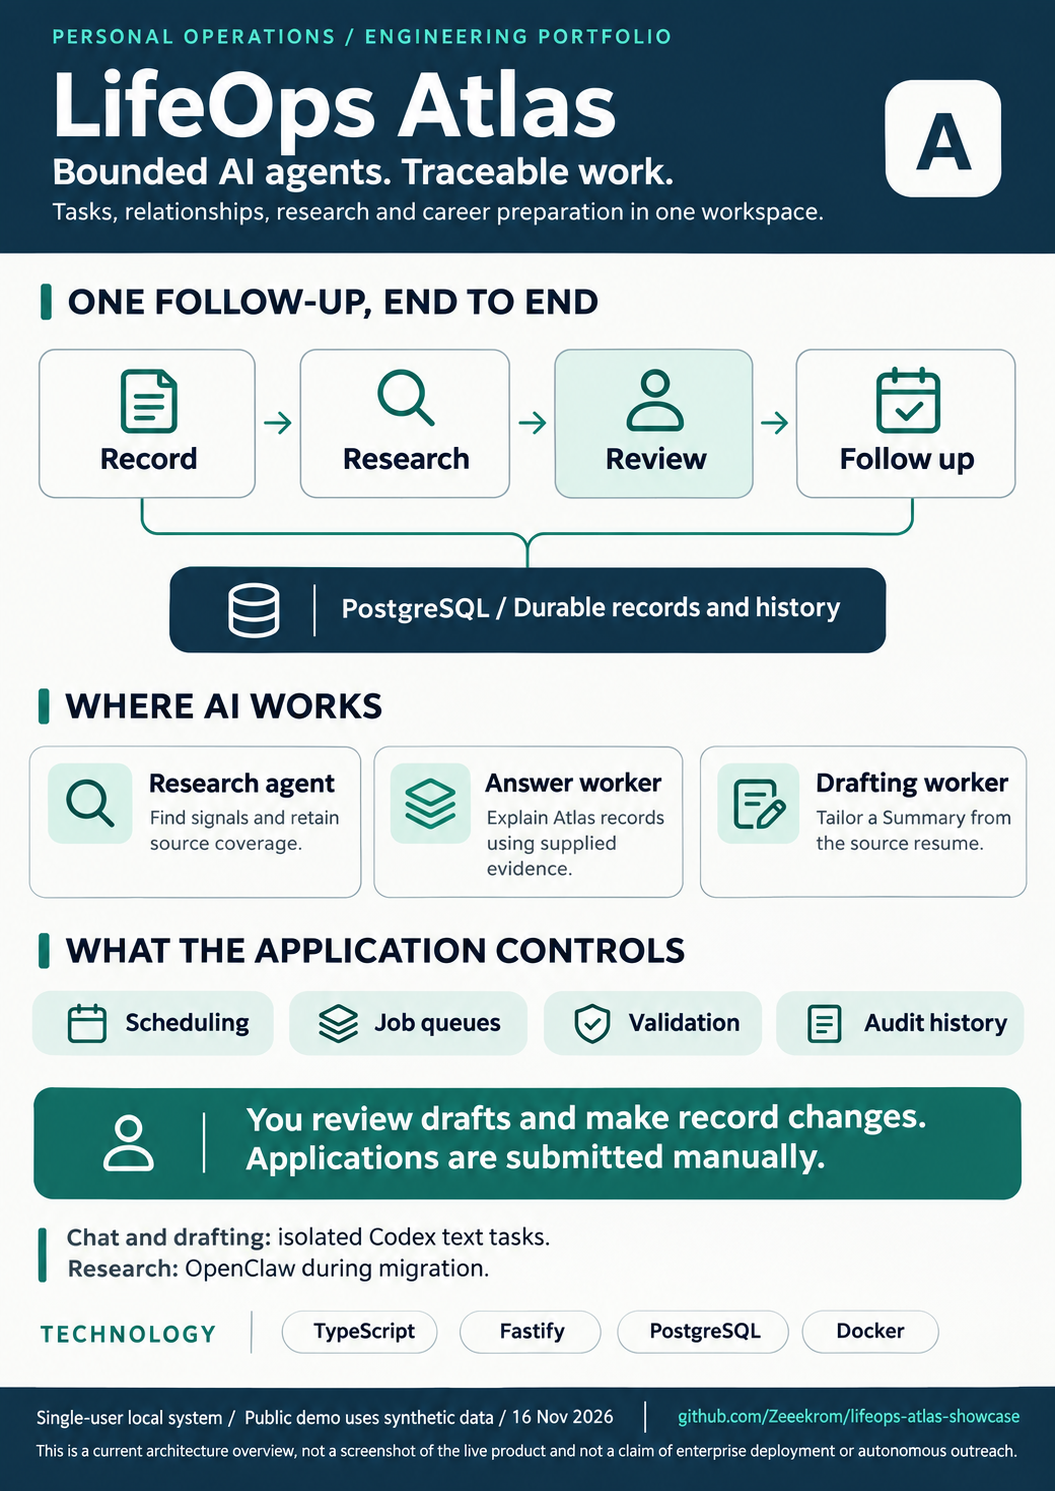 PERSONAL OPERATIONS / ENGINEERING PORTFOLIO
LifeOps Atlas
Bounded AI agents. Traceable work.
Tasks, relationships, research and career preparation in one workspace.
A
ONE FOLLOW-UP, END TO END
Record
Research
Review
Follow up
PostgreSQL / Durable records and history
WHERE AI WORKS
Research agent
Find signals and retain
source coverage.
Answer worker
Explain Atlas records
using supplied
evidence.
Drafting worker
Tailor a Summary from
the source resume.
WHAT THE APPLICATION CONTROLS
Scheduling
Job queues
Validation
Audit history
You review drafts and make record changes.
Applications are submitted manually.
Chat and drafting: isolated Codex text tasks.
Research: OpenClaw during migration.
TECHNOLOGY
TypeScript
Fastify
PostgreSQL
Docker
Single-user local system / Public demo uses synthetic data / 16 Nov 2026
github.com/Zeeekrom/lifeops-atlas-showcase
This is a current architecture overview, not a screenshot of the live product and not a claim of enterprise deployment or autonomous outreach.